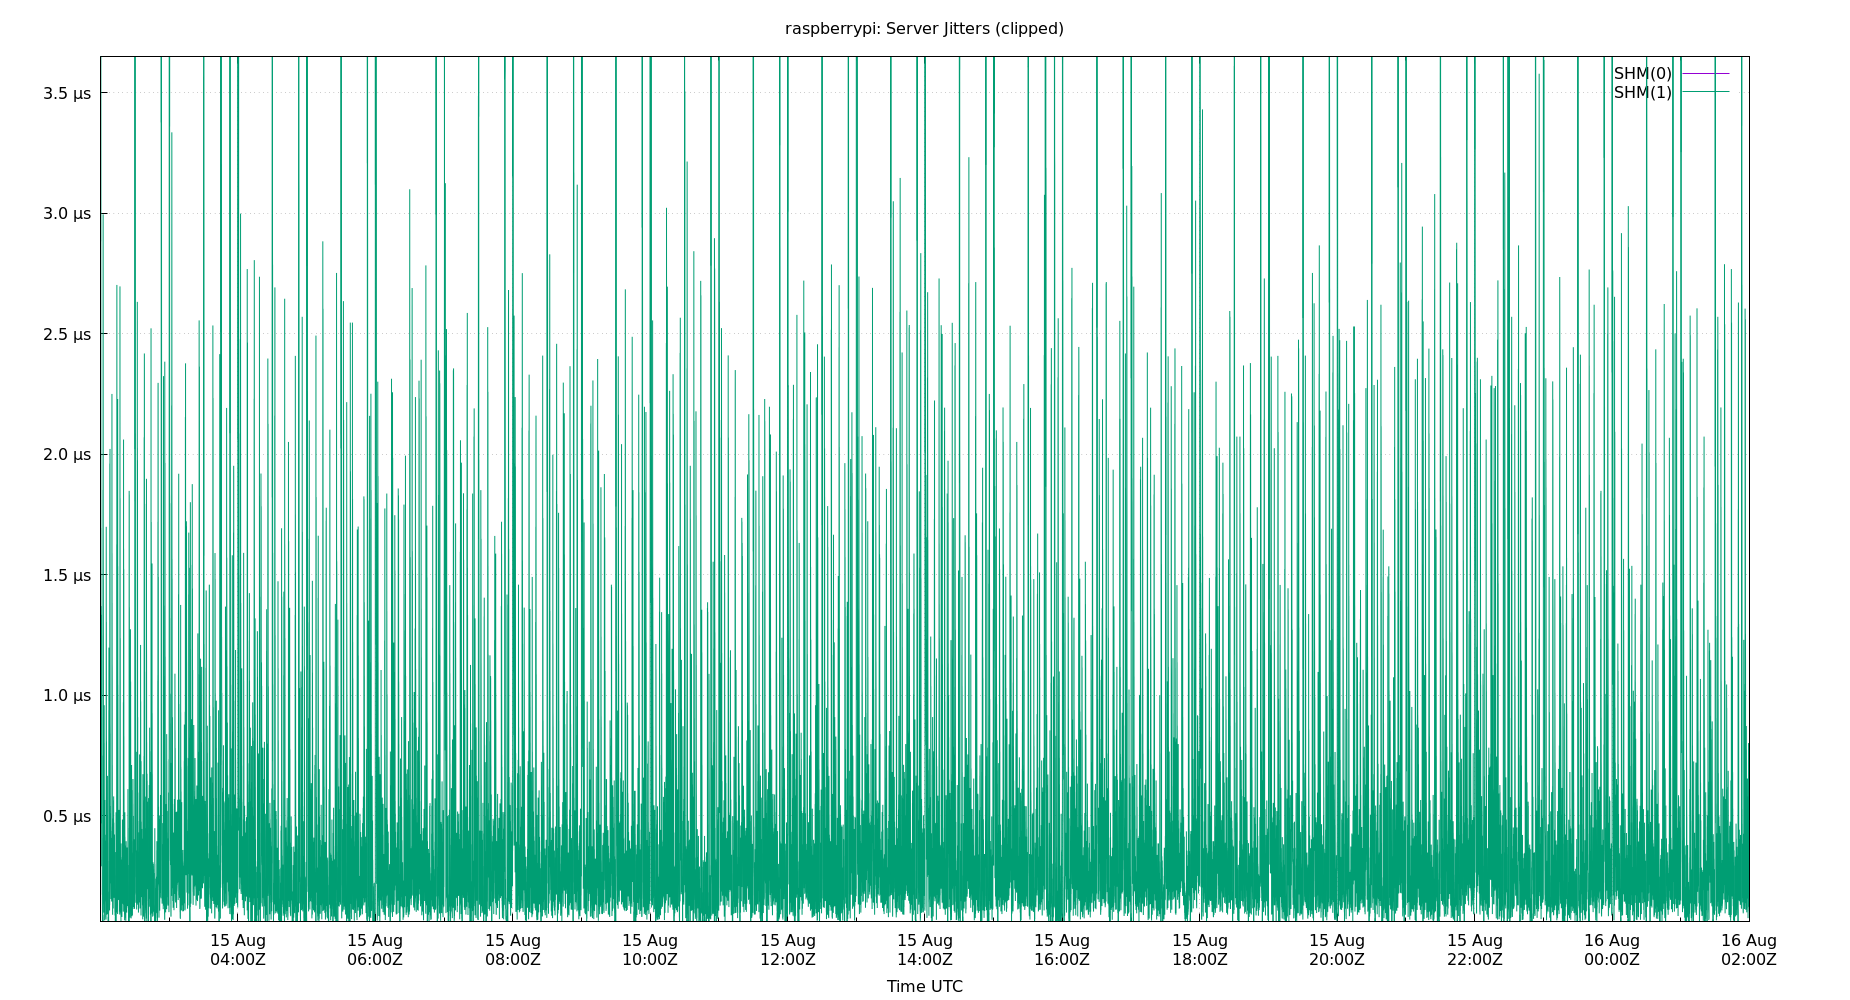 raspberrypi: Server Jitters (clipped)
SHM(0)
SHM(1)
3.5 µs
3.0 µs
2.5 µs
2.0 µs
1.5 µs
1.0 µs
0.5 µs
15 Aug 15 Aug 15 Aug 15 Aug 15 Aug 15 Aug 15 Aug 15 Aug 15 Aug 15 Aug 16 Aug 16 Aug
04:00Z 06:00Z 08:00Z 10:00Z 12:00Z 14:00Z 16:00Z 18:00Z 20:00Z 22:00Z 00:00Z 02:00Z
Time UTC